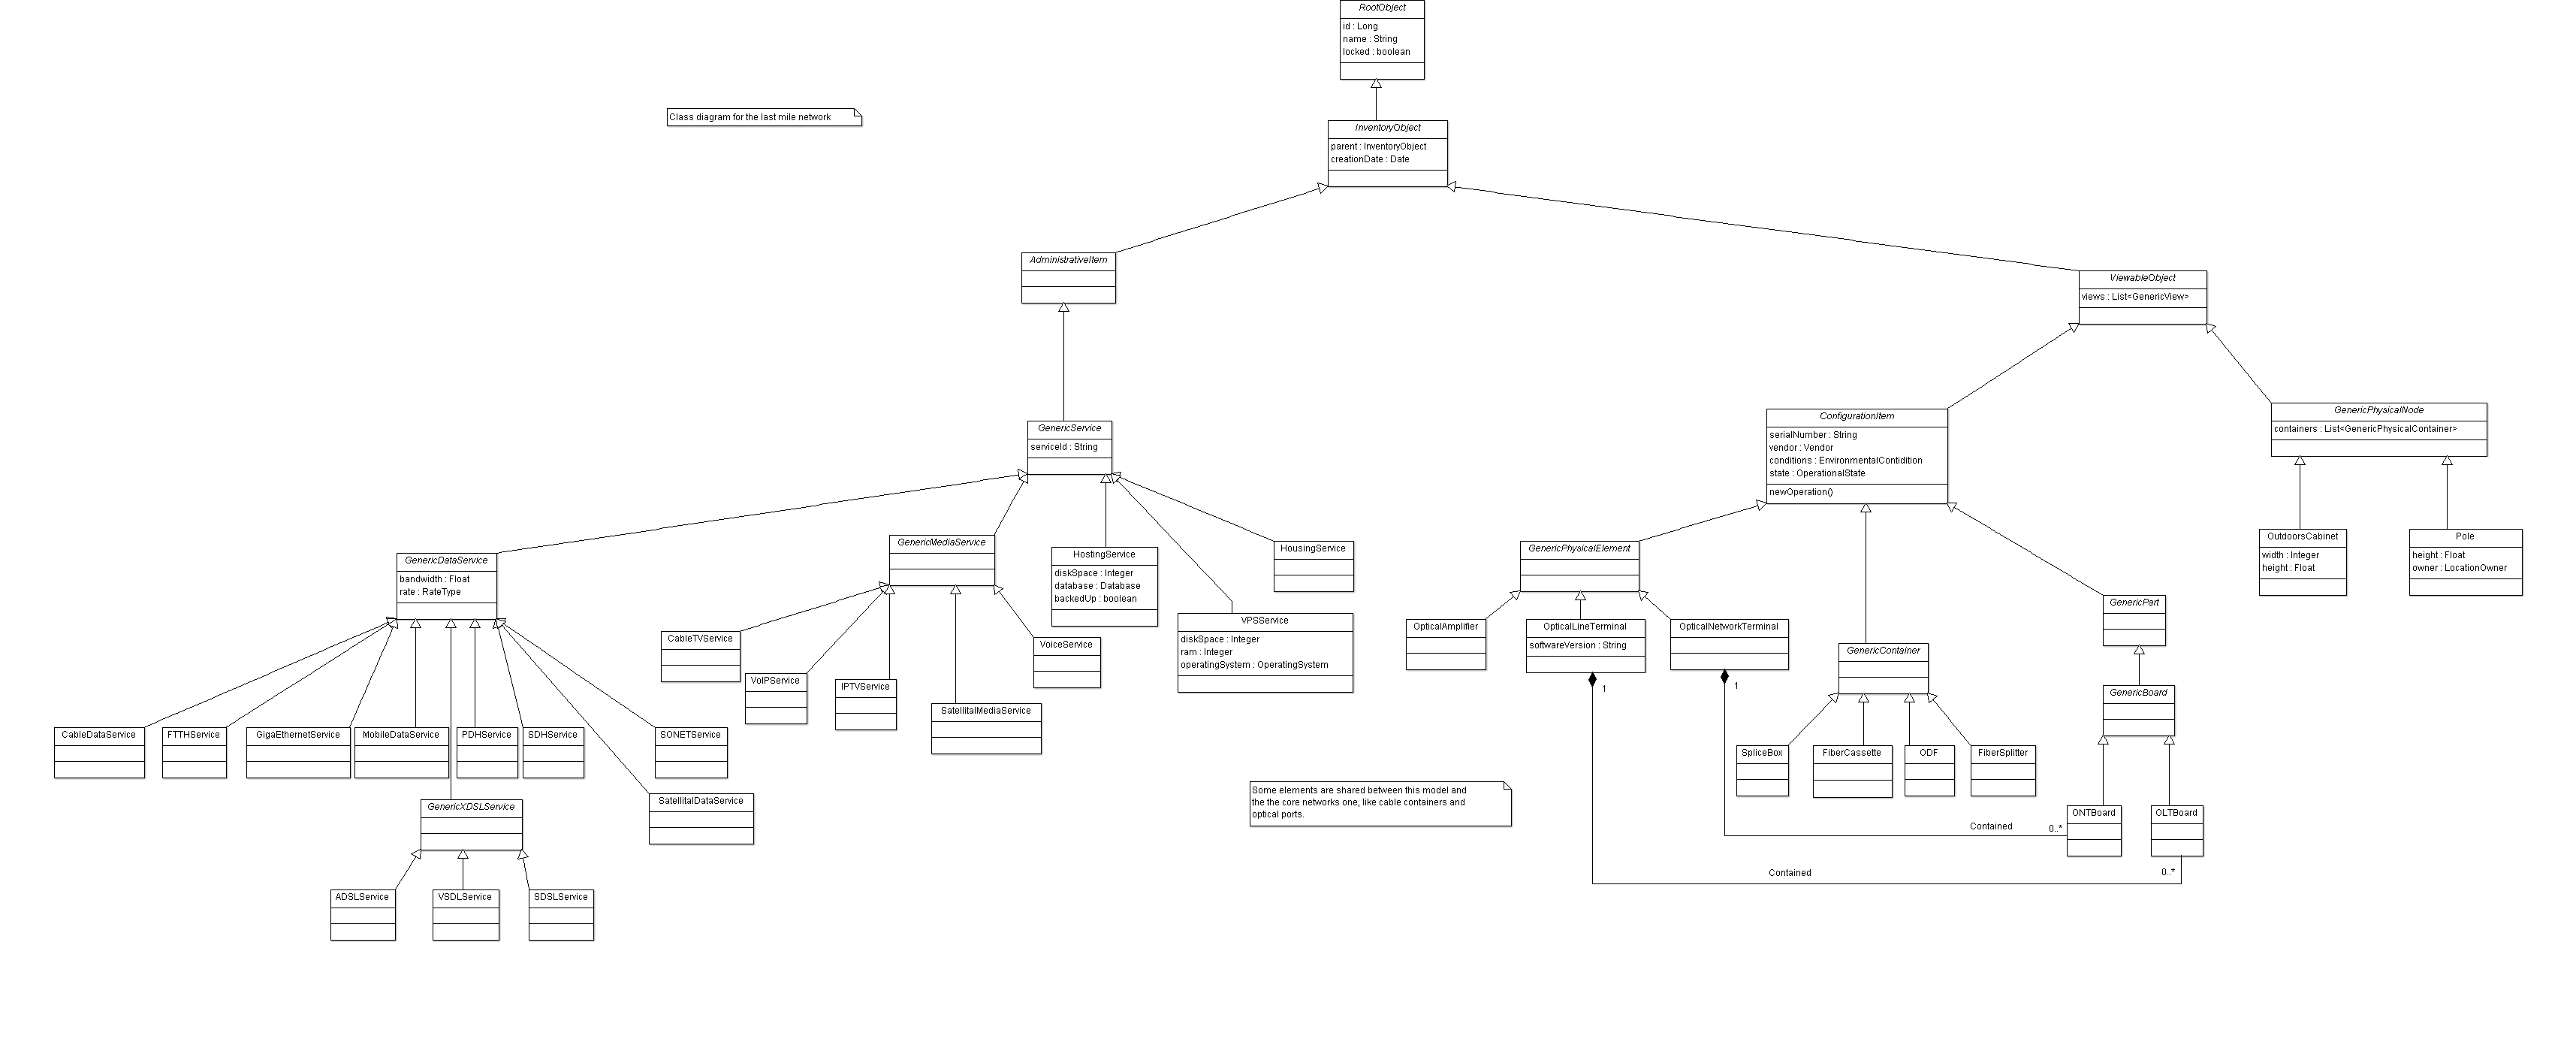 RootObject
id : Long
name : String
locked : boolean
Class diagram for the last mile network
InventoryObject
parent : InventoryObject
creationDate : Date
AdministrativeItem
ViewableObject
views : List<GenericView>
GenericService
serviceId : String
ConfigurationItem
serialNumber : String
vendor : Vendor
conditions : EnvironmentalContidition
state : OperationalState
newOperation()
GenericPhysicalNode
containers : List<GenericPhysicalContainer>
GenericDataService
bandwidth : Float
rate : RateType
GenericMediaService
HostingService
diskSpace : Integer
database : Database
backedUp : boolean
HousingService
VPSService
diskSpace : Integer
ram : Integer
operatingSystem : OperatingSystem
GenericPhysicalElement
OutdoorsCabinet
width : Integer
height : Float
Pole
height : Float
owner : LocationOwner
GenericPart
CableTVService
VoIPService
IPTVService
SatellitalMediaService
VoiceService
OpticalAmplifier
OpticalLineTerminal
softwareVersion : String
OpticalNetworkTerminal
1
1
GenericContainer
GenericBoard
CableDataService
FTTHService
GigaEthernetService
MobileDataService
PDHService
SDHService
SONETService
SpliceBox
FiberCassette
ODF
FiberSplitter
GenericXDSLService
SatellitalDataService
Some elements are shared between this model and
the the core networks one, like cable containers and
optical ports.
ONTBoard
OLTBoard
Contained
0..*
Contained
0..*
ADSLService
VSDLService
SDSLService